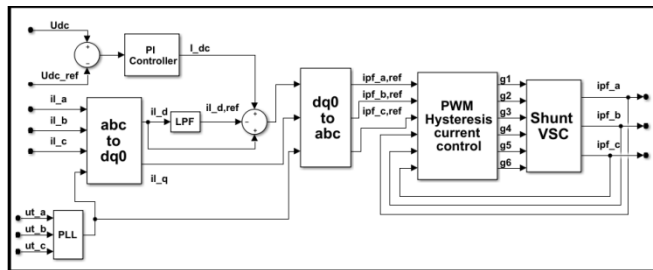 Udc
Udc_ref
PI
Controller
I_dc
il_a
il_b
il_c
abc
to
dq0
il_d
LPF
il_d,ref
il_q
ut_a
ut_b
ut_c
PLL
dq0
to
abc
ipf_a,ref
ipf_b,ref
ipf_c,ref
PWM
Hysteresis
current
control
g1
g2
g3
g4
g5
g6
Shunt
VSC
ipf_a
ipf_b
ipf_c